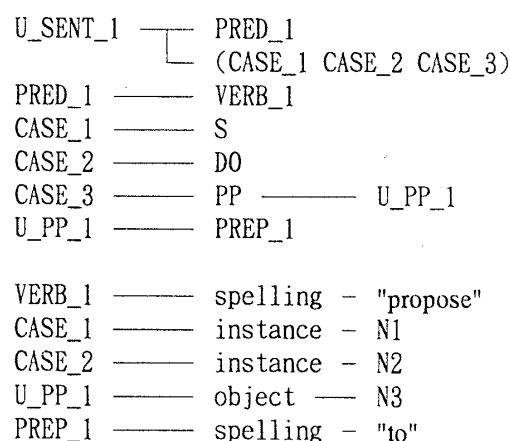 U_SENT_1 PRED_1
(CASE_1 CASE_2 CASE_3)
PRED_1 VERB_1
CASE_1 S
CASE_2 DO
CASE_3 PP U_PP_1
U_PP_1 PREP_1
VERB_1 spelling - "propose"
CASE_1 instance - N1
CASE_2 instance - N2
U_PP_1 object — N3
PREP_1 spelling - "to"